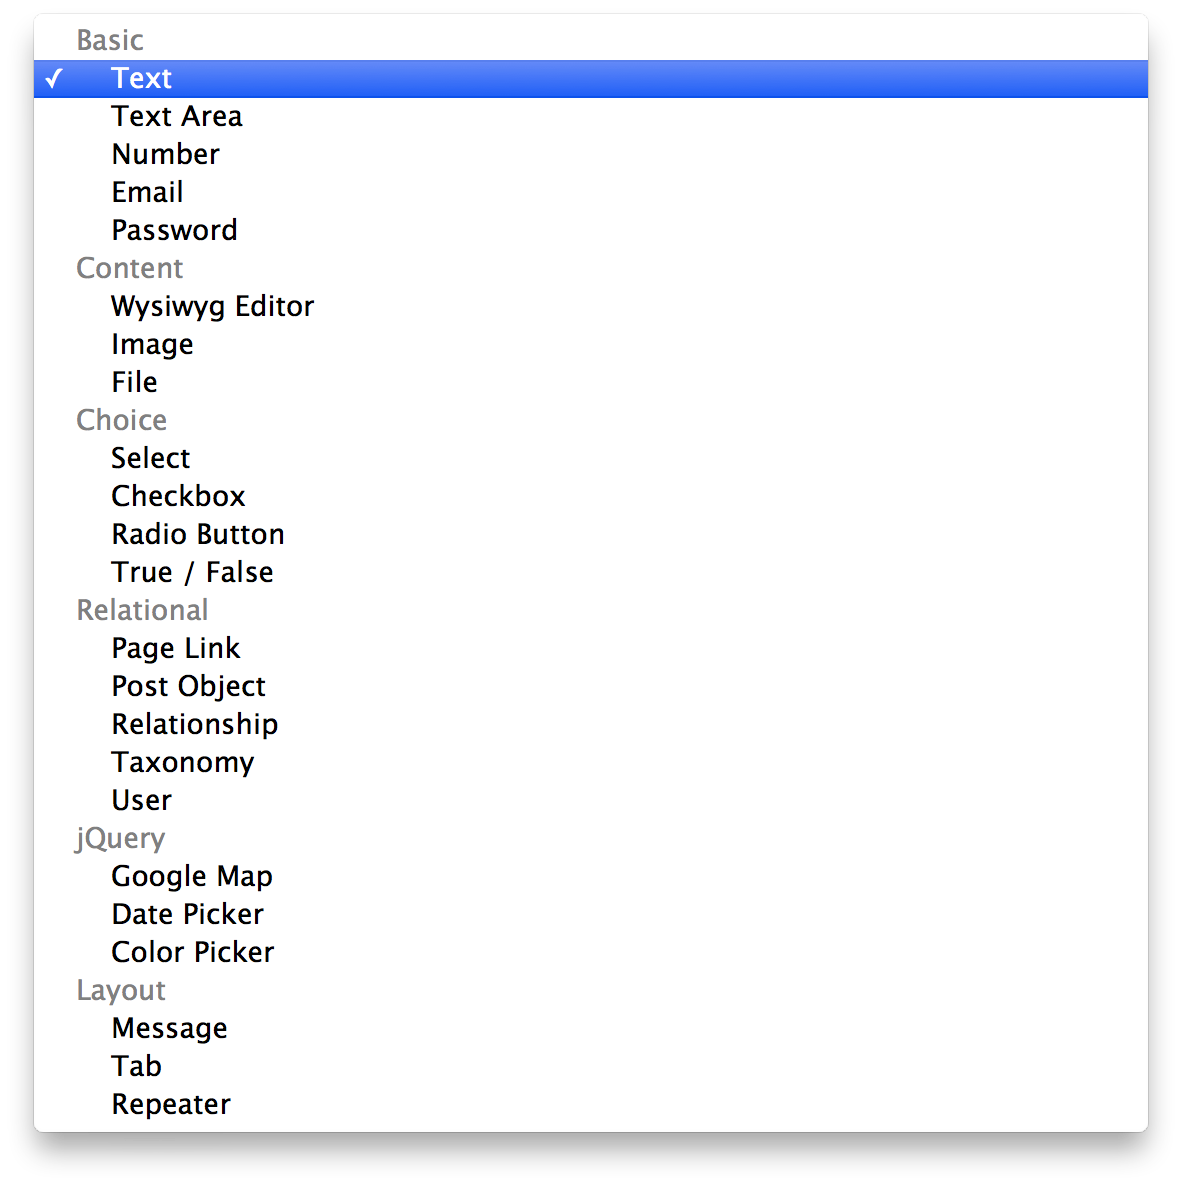 Basic
✓ Text
Text Area
Number
Email
Password
Content
Wysiwyg Editor
Image
File
Choice
Select
Checkbox
Radio Button
True / False
Relational
Page Link
Post Object
Relationship
Taxonomy
User
jQuery
Google Map
Date Picker
Color Picker
Layout
Message
Tab
Repeater